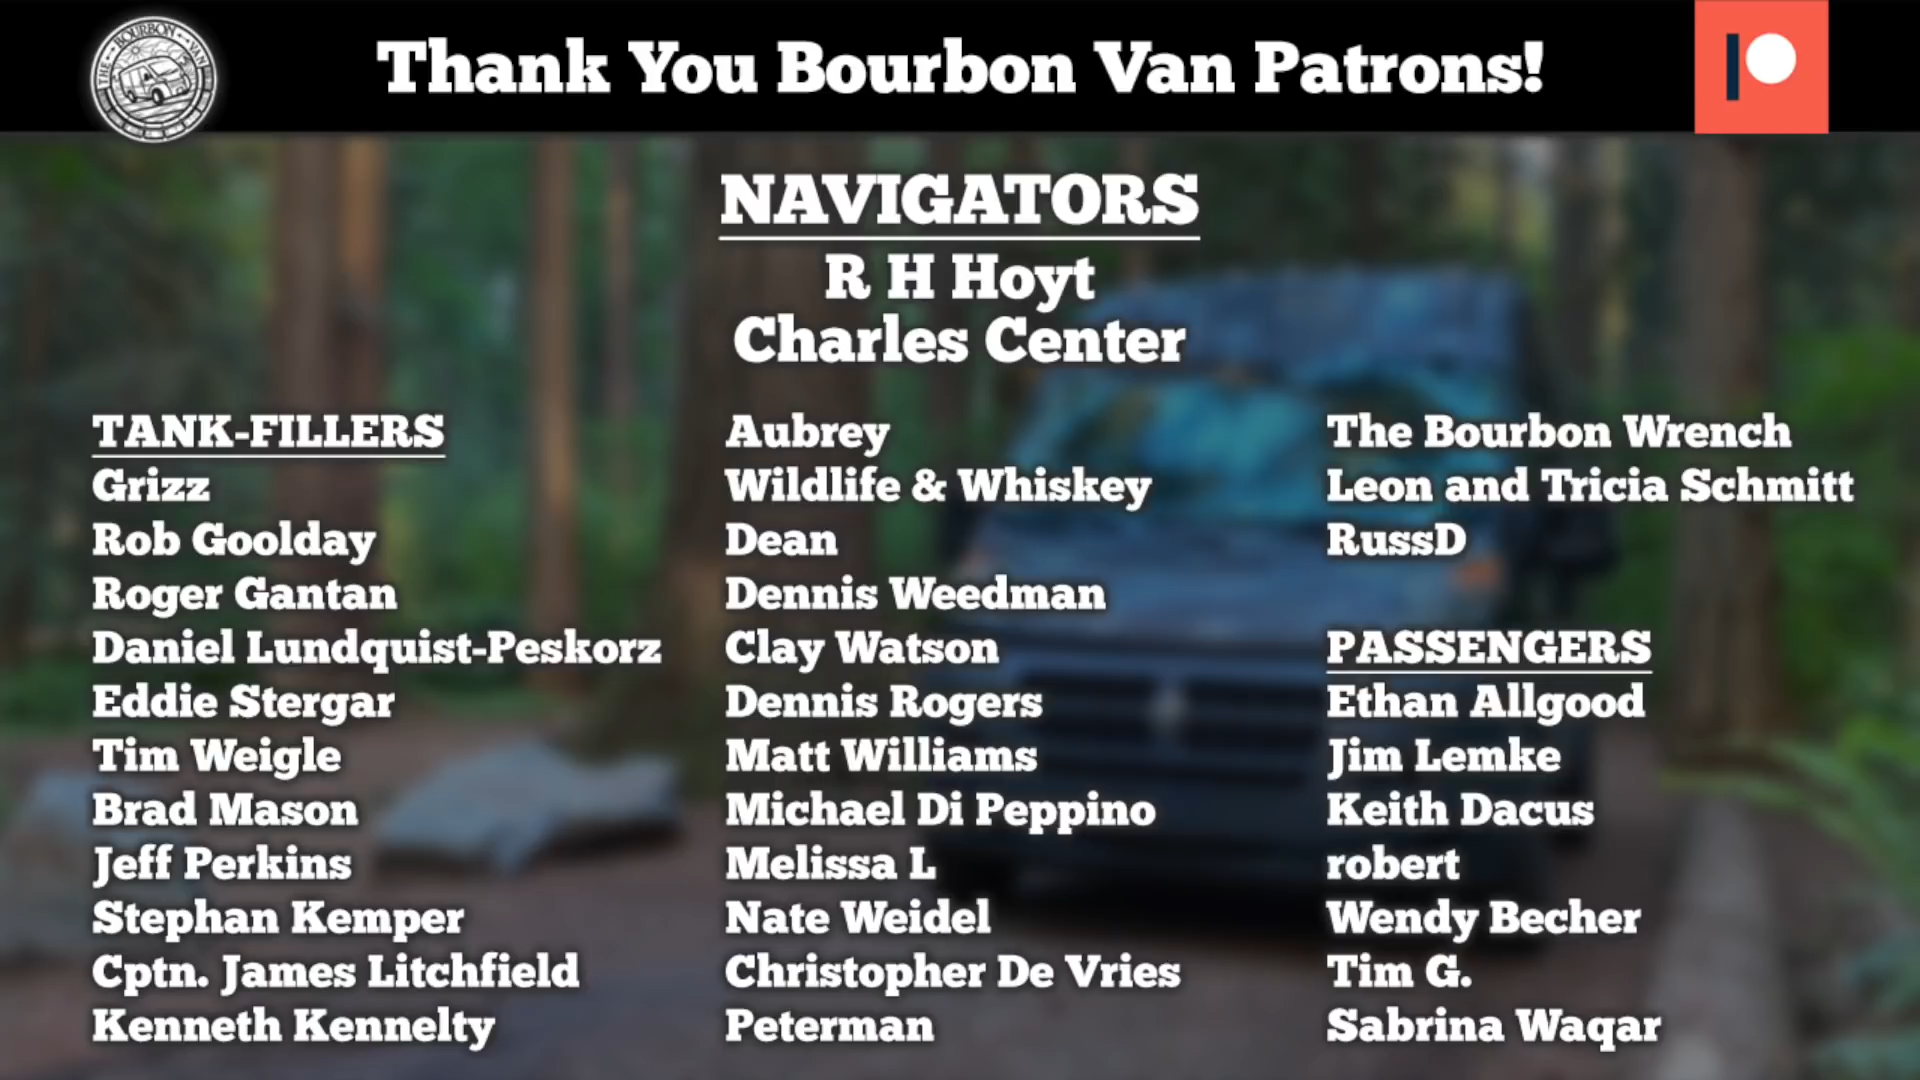 THE BOURBON VAN
Thank You Bourbon Van Patrons!
NAVIGATORS
R H Hoyt
Charles Center
TANK-FILLERS
Grizz
Rob Goolday
Roger Gantan
Daniel Lundquist-Peskorz
Eddie Stergar
Tim Weigle
Brad Mason
Jeff Perkins
Stephan Kemper
Cptn. James Litchfield
Kenneth Kennelty
Aubrey
Wildlife & Whiskey
Dean
Dennis Weedman
Clay Watson
Dennis Rogers
Matt Williams
Michael Di Peppino
Melissa L
Nate Weidel
Christopher De Vries
Peterman
The Bourbon Wrench
Leon and Tricia Schmitt
RussD
PASSENGERS
Ethan Allgood
Jim Lemke
Keith Dacus
robert
Wendy Becher
Tim G.
Sabrina Waqar